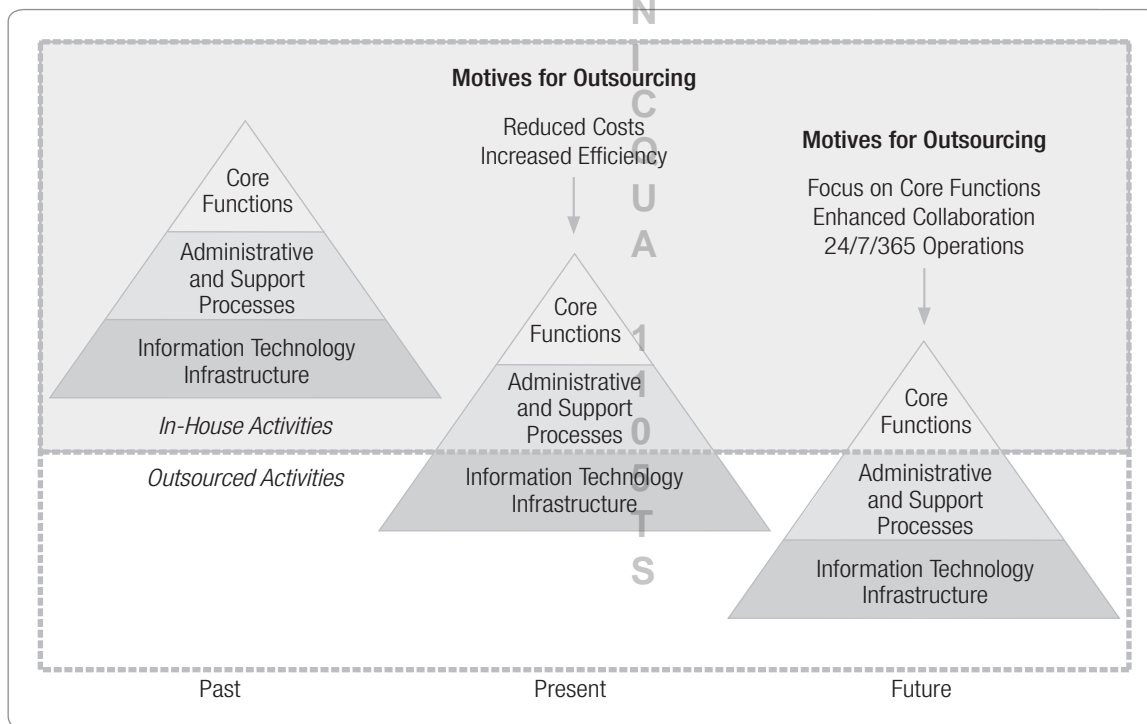 Motives for Outsourcing
Reduced Costs
Increased Efficiency
Motives for Outsourcing
Focus on Core Functions
Enhanced Collaboration
24/7/365 Operations
Core
Functions
Administrative
and Support
Processes
Information Technology
Infrastructure
In-House Activities
Outsourced Activities
Core
Functions
Administrative
and Support
Processes
Information Technology
Infrastructure
Core
Functions
Administrative
and Support
Processes
Information Technology
Infrastructure
Past
Present
Future
N
I
C
O
U
A
1
1
0
5
T
S